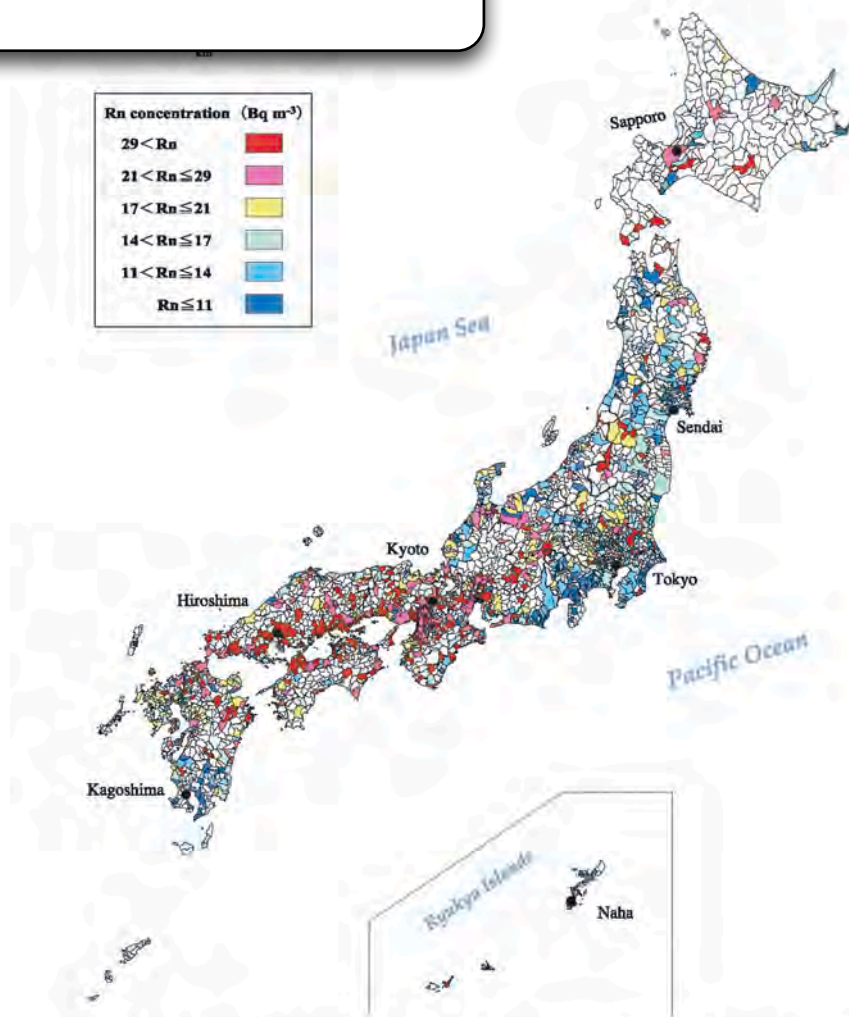 km
Rn concentration (Bq m⁻³)
29<Rn
21<Rn≦29
17<Rn≦21
14<Rn≦17
11<Rn≦14
Rn≦11
Sapporo
Japan Sea
Sendai
Kyoto
Tokyo
Hiroshima
Pacific Ocean
Kagoshima
Ryukyu Islands
Naha